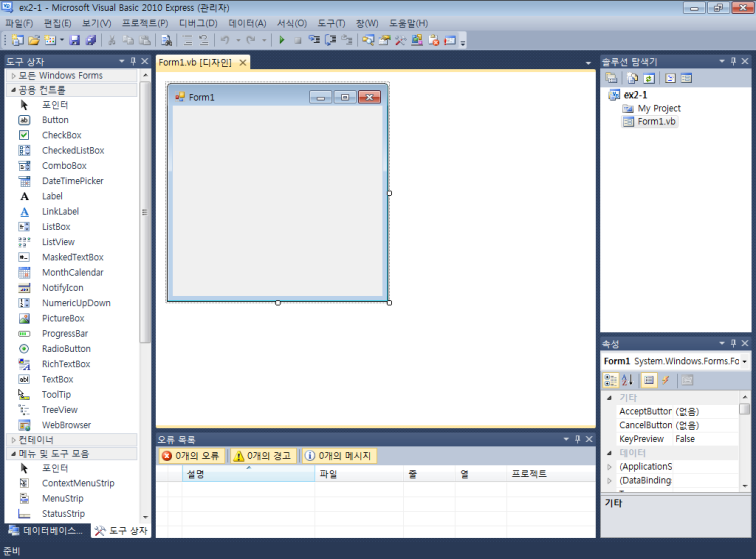 ex2-1 - Microsoft Visual Basic 2010 Express (관리자)
파일(F) 편집(E) 보기(V) 프로젝트(P) 디버그(D) 데이터(A) 서식(O) 도구(T) 창(W) 도움말(H)
도구 상자
모든 Windows Forms
공용 컨트롤
포인터
Button
CheckBox
CheckedListBox
ComboBox
DateTimePicker
Label
LinkLabel
ListBox
ListView
MaskedTextBox
MonthCalendar
NotifyIcon
NumericUpDown
PictureBox
ProgressBar
RadioButton
RichTextBox
TextBox
ToolTip
TreeView
WebBrowser
컨테이너
메뉴 및 도구 모음
포인터
ContextMenuStrip
MenuStrip
StatusStrip
데이터베이스... 도구 상자
Form1.vb [디자인]
Form1
오류 목록
0개의 오류 0개의 경고 0개의 메시지
설명 파일 줄 열 프로젝트
솔루션 탐색기
ex2-1
My Project
Form1.vb
속성
Form1 System.Windows.Forms.Fo
기타
AcceptButtor (없음)
CancelButton (없음)
KeyPreview False
데이터
(ApplicationS
(DataBinding
기타
준비